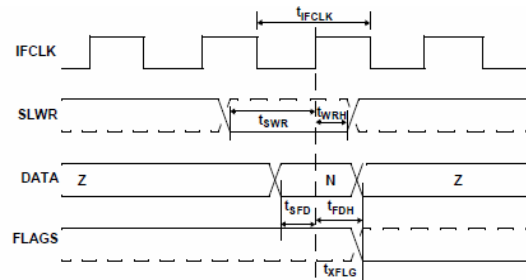 tIFCLK
IFCLK
SLWR
tSWR
tWRH
DATA
Z
N
Z
tSFD
tFDH
FLAGS
tXFLG